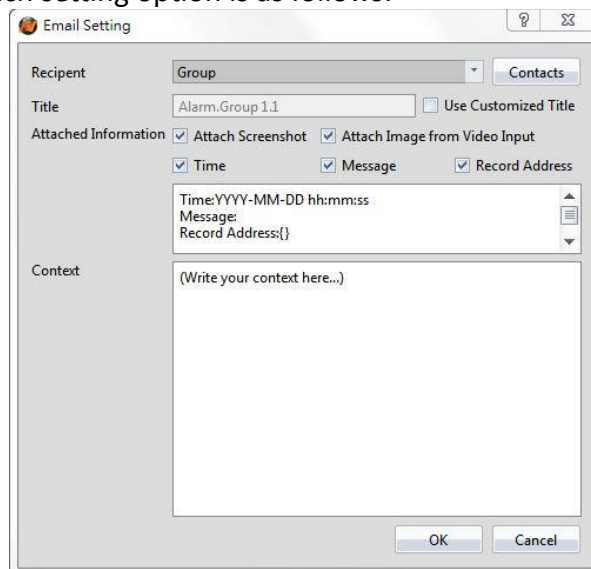 Email Setting
Recipent Group Contacts
Title Alarm.Group 1.1 Use Customized Title
Attached Information Attach Screenshot Attach Image from Video Input
Time Message Record Address
Time:YYYY-MM-DD hh:mm:ss
Message:
Record Address:{}
Context (Write your context here...)
OK Cancel